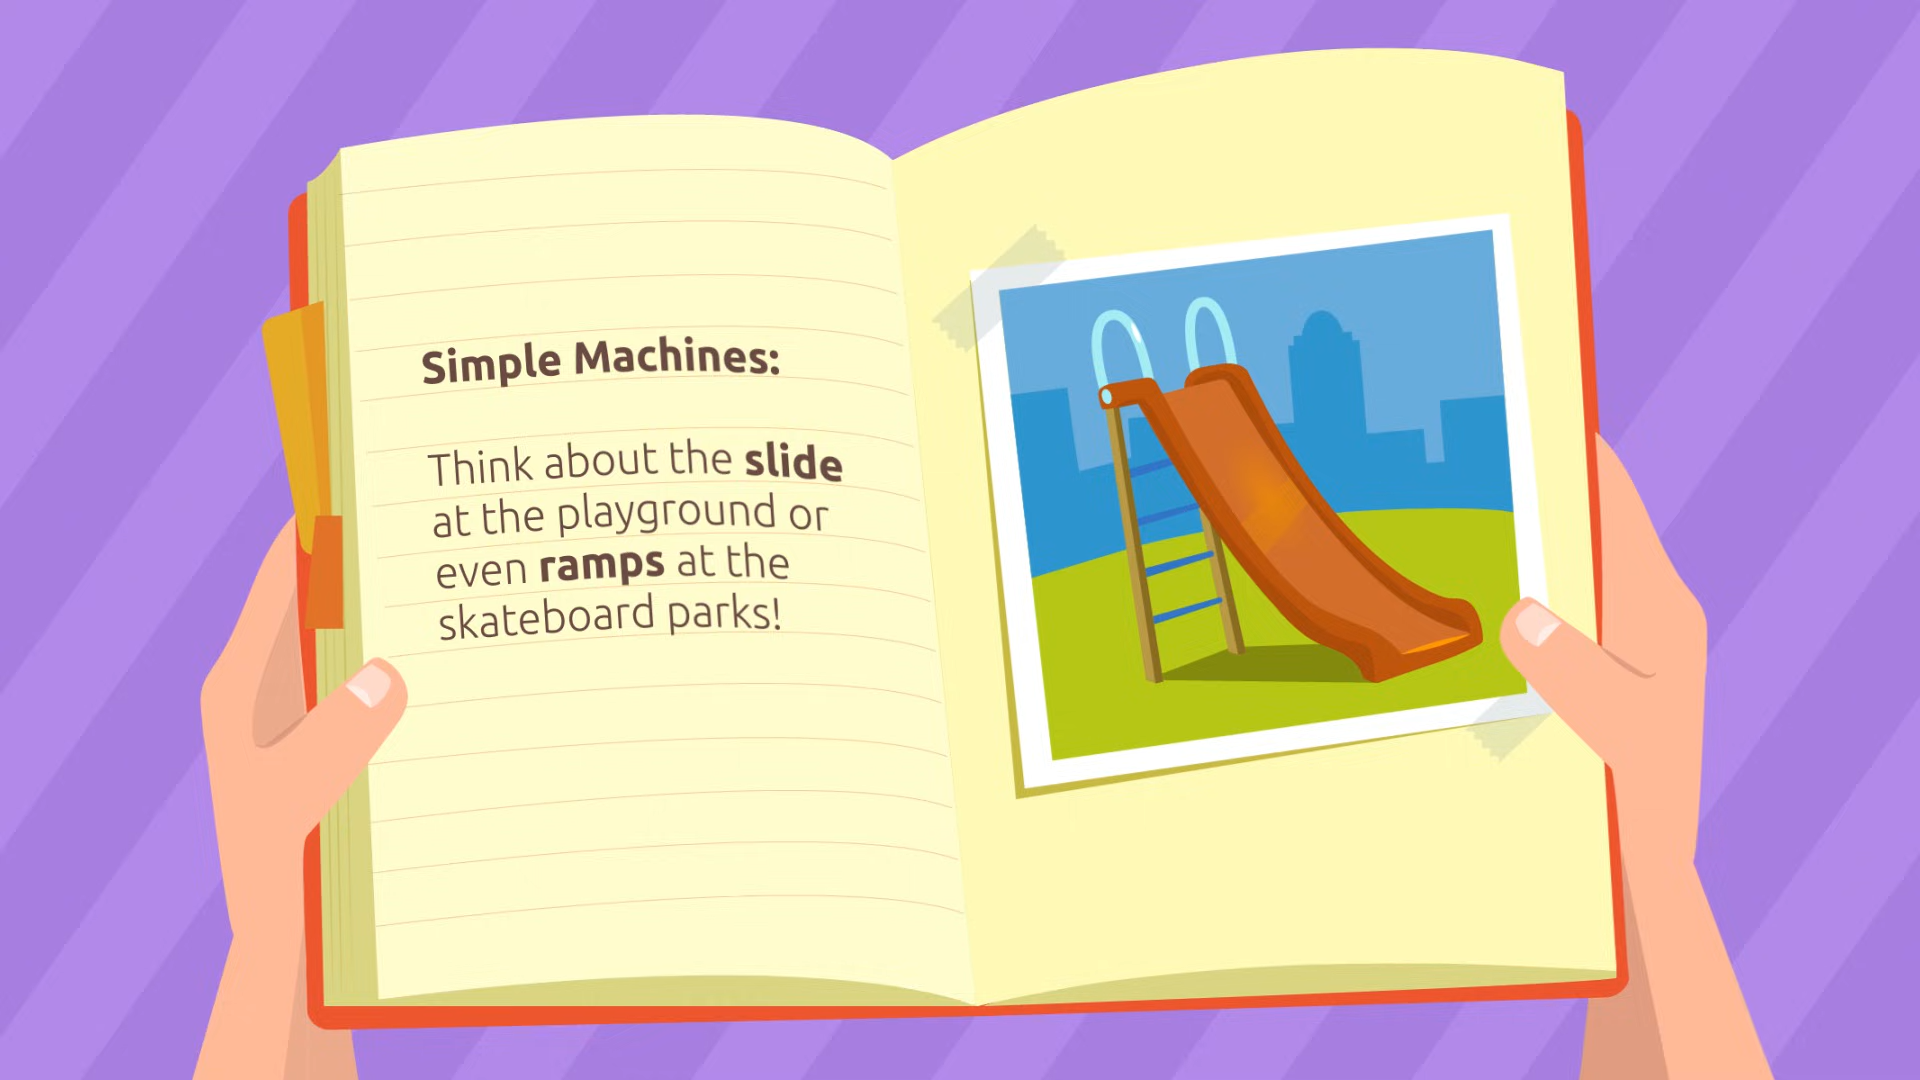 Simple Machines:
Think about the slide
at the playground or
even ramps at the
skateboard parks!